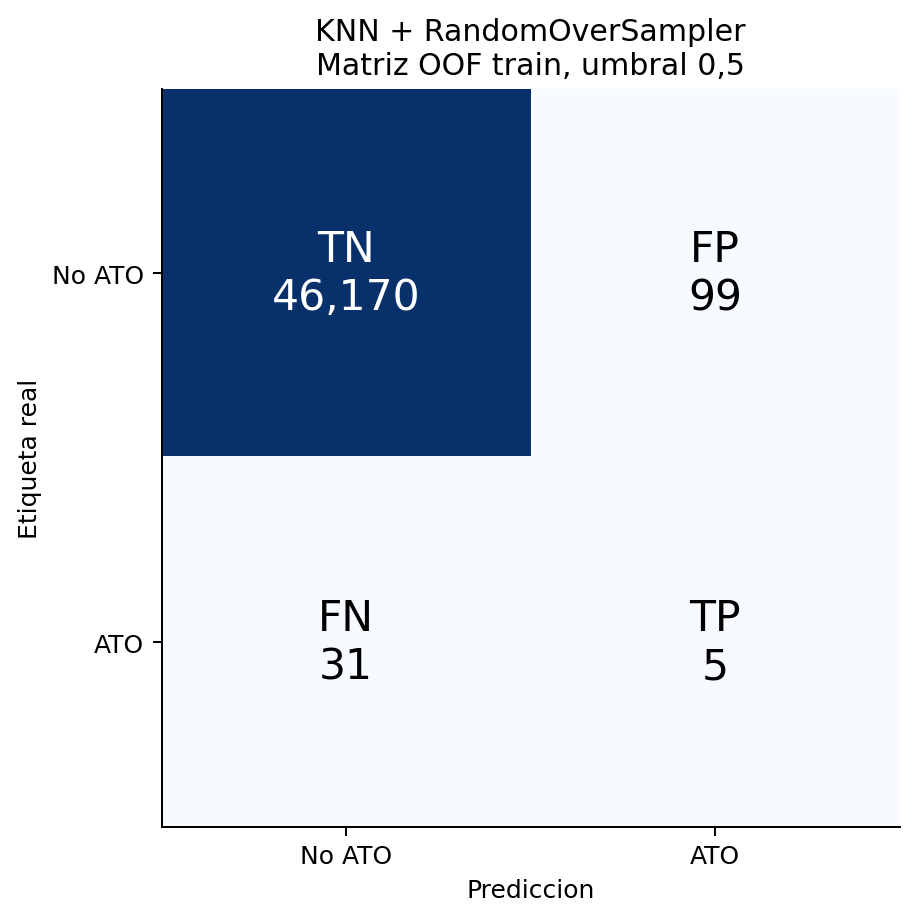 KNN + RandomOverSampler
Matriz OOF train, umbral 0,5
TN
46,170
FP
99
No ATO
Etiqueta real
ATO
FN
31
TP
5
No ATO
ATO
Prediccion